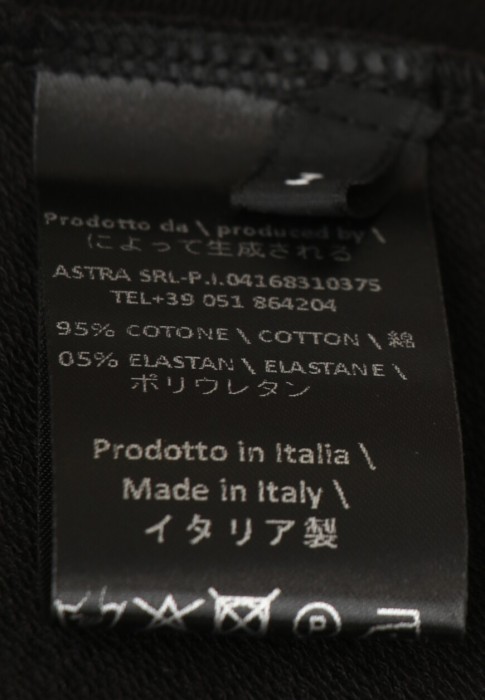 Prodotto da \ produced by \
によって生成される
ASTRA SRL-P.I.04168310375
TEL+39 051 864204
95% COTONE \ COTTON \ 綿
05% ELASTAN \ ELASTANE \
ポリウレタン
Prodotto in Italia \
Made in Italy \
イタリア製
P